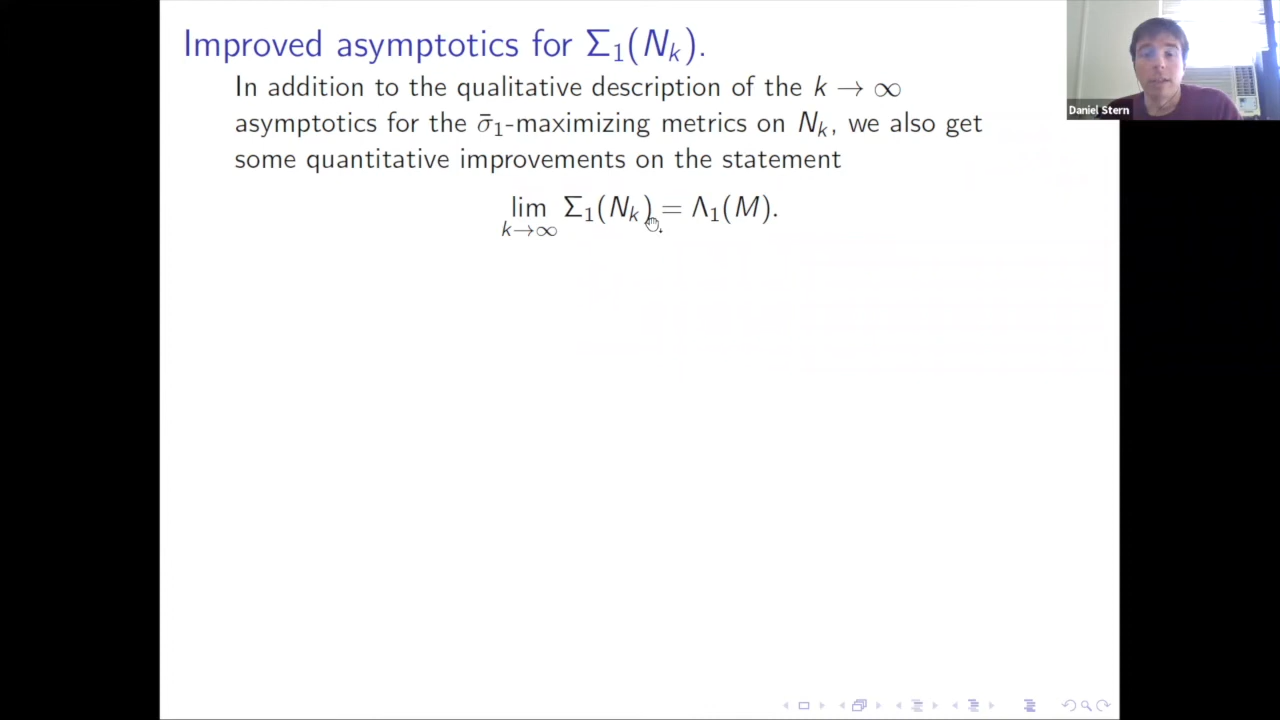 Improved asymptotics for Σ₁(Nₖ).
In addition to the qualitative description of the k → ∞
asymptotics for the σ̄₁-maximizing metrics on Nₖ, we also get
some quantitative improvements on the statement
lim Σ₁(Nₖ) = Λ₁(M).
k→∞
Daniel Stern